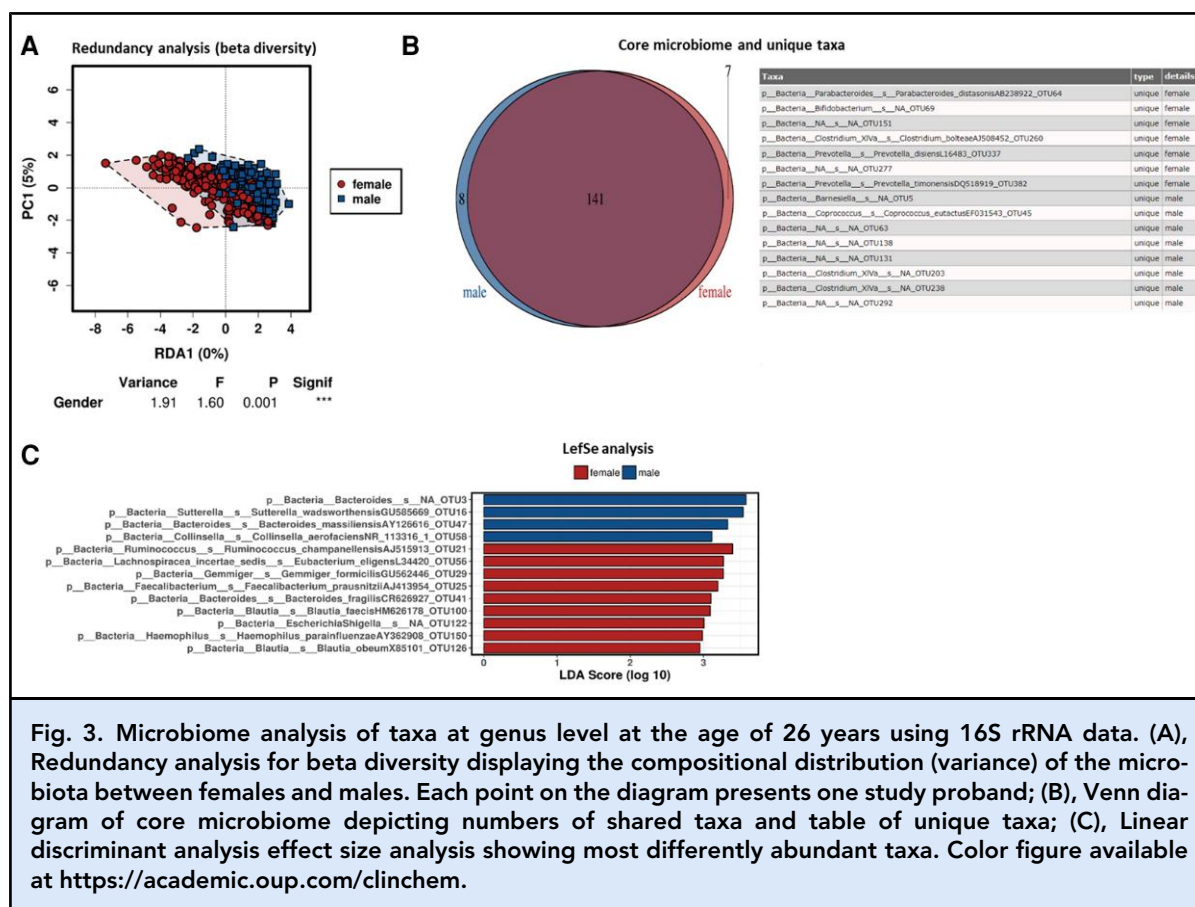 A
Redundancy analysis (beta diversity)
PC1 (5%)
6
4
2
0
-2
-4
-6
-8 -6 -4 -2 0 2 4
RDA1 (0%)
female
male
Variance F P Signif
Gender 1.91 1.60 0.001 ***
B
Core microbiome and unique taxa
7
8
141
male
female
Taxa type details
p__Bacteria__Parabacteroides__s__Parabacteroides_distasonisAB238922_OTU64 unique female
p__Bacteria__Bifidobacterium__s__NA_OTU69 unique female
p__Bacteria__NA__s__NA_OTU151 unique female
p__Bacteria__Clostridium_XIVa__s__Clostridium_bolteaeAJ508452_OTU260 unique female
p__Bacteria__Prevotella__s__Prevotella_disiensL16483_OTU337 unique female
p__Bacteria__NA__s__NA_OTU277 unique female
p__Bacteria__Prevotella__s__Prevotella_timonensisDQ518919_OTU382 unique female
p__Bacteria__Barnesiella__s__NA_OTU5 unique male
p__Bacteria__Coprococcus__s__Coprococcus_eutactusEF031543_OTU45 unique male
p__Bacteria__NA__s__NA_OTU63 unique male
p__Bacteria__NA__s__NA_OTU138 unique male
p__Bacteria__NA__s__NA_OTU131 unique male
p__Bacteria__Clostridium_XIVa__s__NA_OTU203 unique male
p__Bacteria__Clostridium_XIVa__s__NA_OTU238 unique male
p__Bacteria__NA__s__NA_OTU292 unique male
C
LefSe analysis
female male
p__Bacteria__Bacteroides__s__NA_OTU3
p__Bacteria__Sutterella__s__Sutterella_wadsworthensisGU585669_OTU16
p__Bacteria__Bacteroides__s__Bacteroides_massiliensisAY126616_OTU47
p__Bacteria__Collinsella__s__Collinsella_aerofaciensNR_113316_1_OTU58
p__Bacteria__Ruminococcus__s__Ruminococcus_champanellensisAJ515913_OTU21
p__Bacteria__Lachnospiracea_incertae_sedis__s__Eubacterium_eligensL34420_OTU56
p__Bacteria__Gemmiger__s__Gemmiger_formicilisGU562446_OTU29
p__Bacteria__Faecalibacterium__s__Faecalibacterium_prausnitziiAJ413954_OTU25
p__Bacteria__Bacteroides__s__Bacteroides_fragilisCR626927_OTU41
p__Bacteria__Blautia__s__Blautia_faecisHM626178_OTU100
p__Bacteria__EscherichiaShigella__s__NA_OTU122
p__Bacteria__Haemophilus__s__Haemophilus_parainfluenzaeAY362908_OTU150
p__Bacteria__Blautia__s__Blautia_obeumX85101_OTU126
0 1 2 3
LDA Score (log 10)
Fig. 3. Microbiome analysis of taxa at genus level at the age of 26 years using 16S rRNA data. (A),
Redundancy analysis for beta diversity displaying the compositional distribution (variance) of the micro-
biota between females and males. Each point on the diagram presents one study proband; (B), Venn dia-
gram of core microbiome depicting numbers of shared taxa and table of unique taxa; (C), Linear
discriminant analysis effect size analysis showing most differently abundant taxa. Color figure available
at https://academic.oup.com/clinchem.